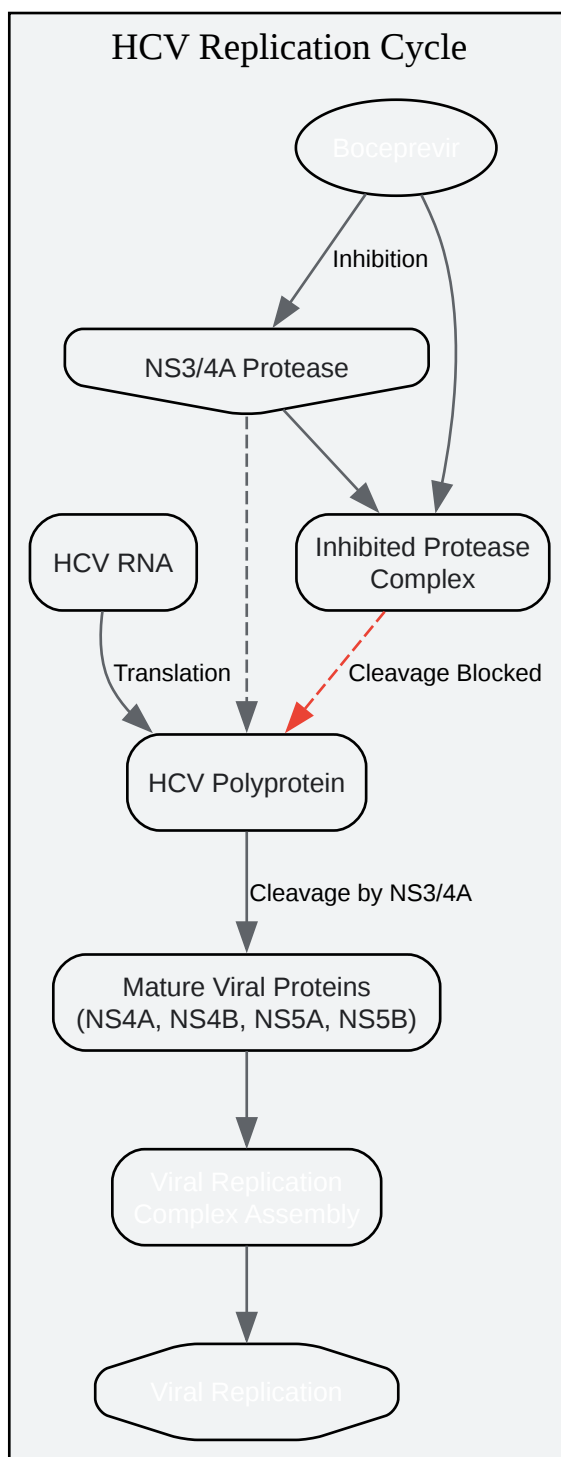 HCV Replication Cycle
Boceprevir
Inhibition
NS3/4A Protease
HCV RNA
Inhibited Protease
Complex
Translation
Cleavage Blocked
HCV Polyprotein
Cleavage by NS3/4A
Mature Viral Proteins
(NS4A, NS4B, NS5A, NS5B)
Viral Replication
Complex Assembly
Viral Replication